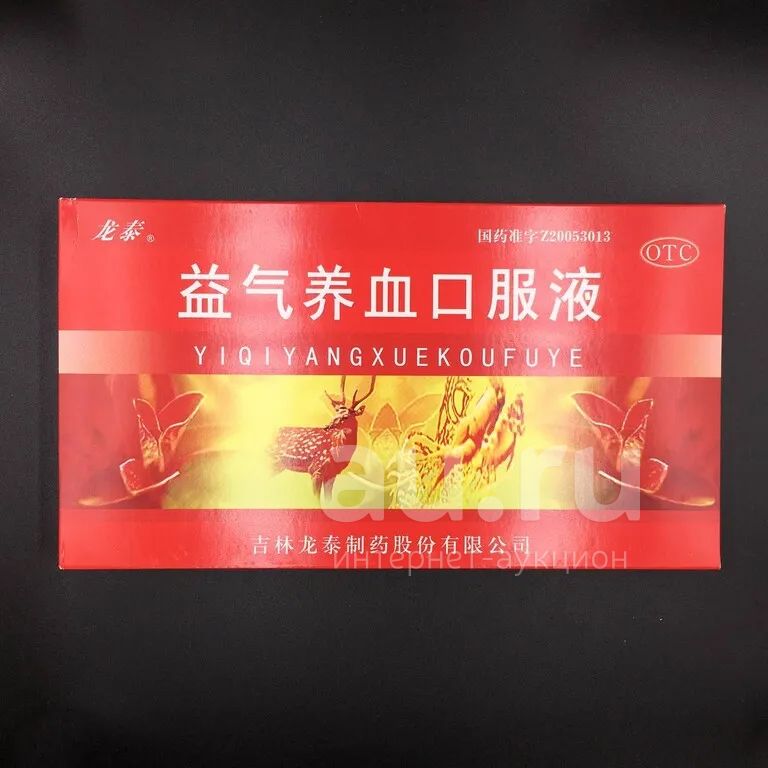 龙泰®
国药准字Z20053013
OTC
益气养血口服液
YIQIYANGXUEKOUFUYE
au.ru
吉林龙泰制药股份有限公司
интернет-аукцион